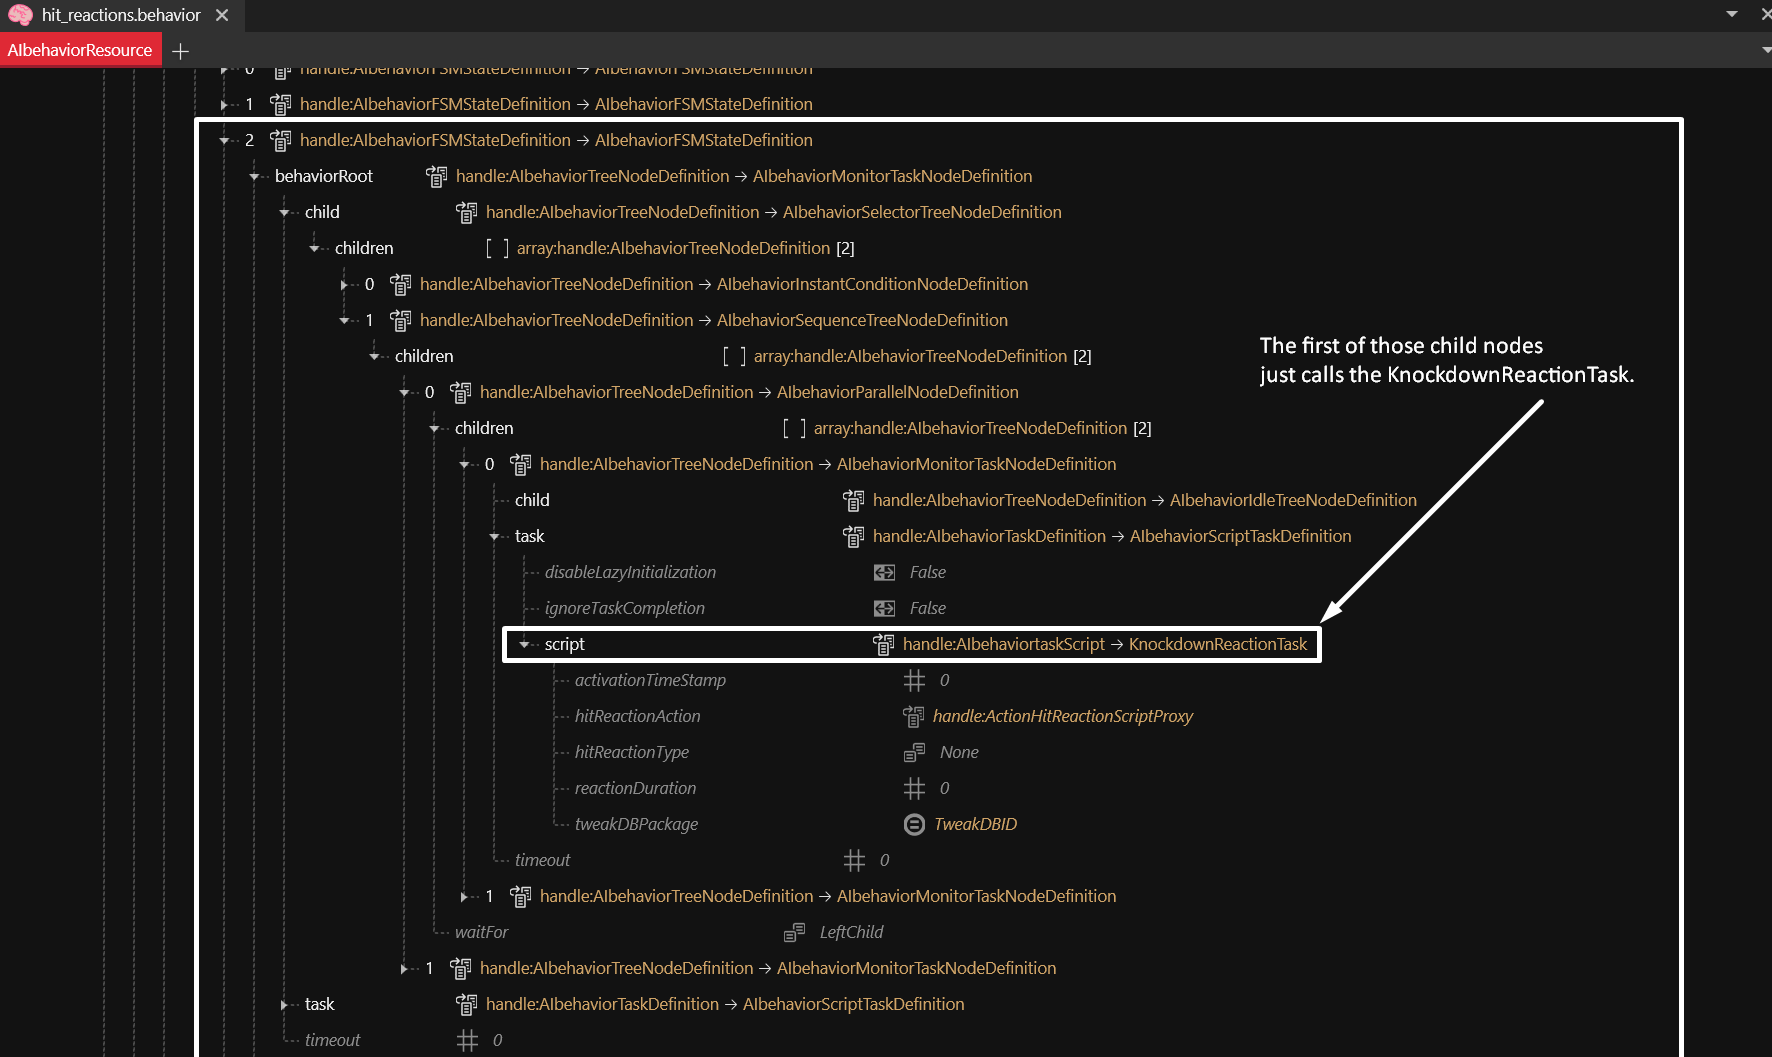 hit_reactions.behavior
AIbehaviorResource
0 handle:AIbehaviorFSMStateDefinition → AIbehaviorFSMStateDefinition
1 handle:AIbehaviorFSMStateDefinition → AIbehaviorFSMStateDefinition
2 handle:AIbehaviorFSMStateDefinition → AIbehaviorFSMStateDefinition
behaviorRoot handle:AIbehaviorTreeNodeDefinition → AIbehaviorMonitorTaskNodeDefinition
child handle:AIbehaviorTreeNodeDefinition → AIbehaviorSelectorTreeNodeDefinition
children [ ] array:handle:AIbehaviorTreeNodeDefinition [2]
0 handle:AIbehaviorTreeNodeDefinition → AIbehaviorInstantConditionNodeDefinition
1 handle:AIbehaviorTreeNodeDefinition → AIbehaviorSequenceTreeNodeDefinition
The first of those child nodes
just calls the KnockdownReactionTask.
children [ ] array:handle:AIbehaviorTreeNodeDefinition [2]
0 handle:AIbehaviorTreeNodeDefinition → AIbehaviorParallelNodeDefinition
children [ ] array:handle:AIbehaviorTreeNodeDefinition [2]
0 handle:AIbehaviorTreeNodeDefinition → AIbehaviorMonitorTaskNodeDefinition
child handle:AIbehaviorTreeNodeDefinition → AIbehaviorIdleTreeNodeDefinition
task handle:AIbehaviorTaskDefinition → AIbehaviorScriptTaskDefinition
disableLazyInitialization False
ignoreTaskCompletion False
script handle:AIbehaviortaskScript → KnockdownReactionTask
activationTimeStamp 0
hitReactionAction handle:ActionHitReactionScriptProxy
hitReactionType None
reactionDuration 0
tweakDBPackage TweakDBID
timeout 0
1 handle:AIbehaviorTreeNodeDefinition → AIbehaviorMonitorTaskNodeDefinition
waitFor LeftChild
1 handle:AIbehaviorTreeNodeDefinition → AIbehaviorMonitorTaskNodeDefinition
task handle:AIbehaviorTaskDefinition → AIbehaviorScriptTaskDefinition
timeout 0